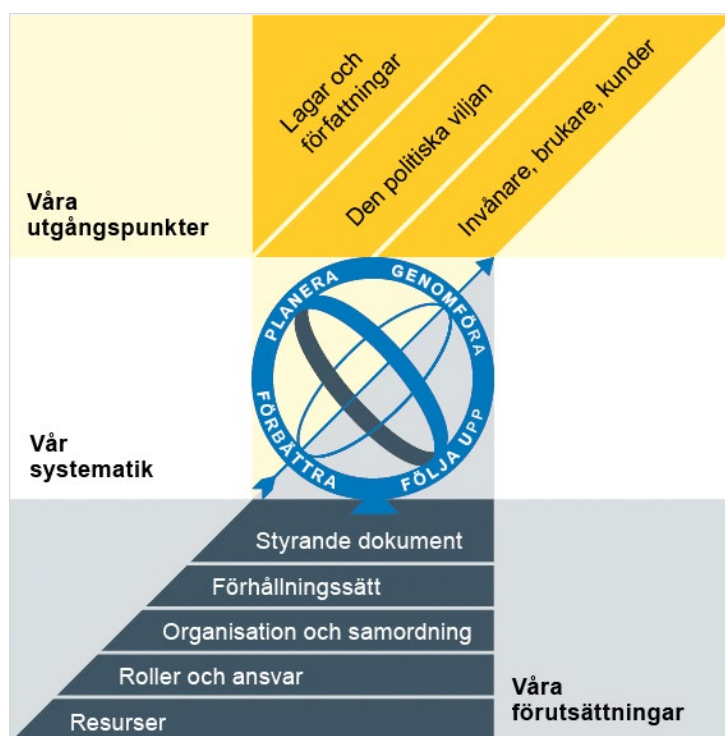 Lagar och
författningar
Den politiska viljan
Invånare, brukare, kunder
Våra
utgångspunkter
PLANERA
GENOMFÖRA
FÖRBÄTTRA
FÖLJA UPP
Vår
systematik
Styrande dokument
Förhållningssätt
Organisation och samordning
Roller och ansvar
Resurser
Våra
förutsättningar